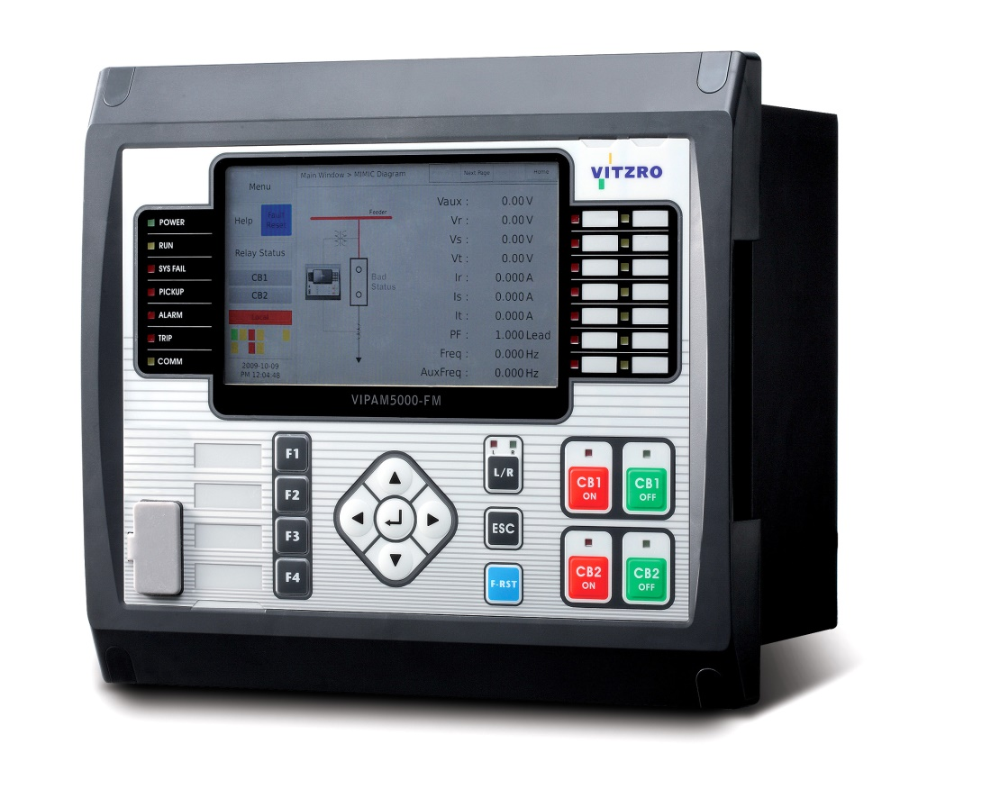 VITZRO
POWER
RUN
SYS FAIL
PICKUP
ALARM
TRIP
COMM
Main Window > MIMIC Diagram
Next Page
Home
Menu
Help
Fault
Reset
Relay Status
CB1
CB2
Local
2009-10-09
PM 12:04:48
Feeder
Bad
Status
Vaux : 0.00 V
Vr : 0.00 V
Vs : 0.00 V
Vt : 0.00 V
Ir : 0.000 A
Is : 0.000 A
It : 0.000 A
PF : 1.000 Lead
Freq : 0.000 Hz
AuxFreq : 0.000 Hz
VIPAM5000-FM
F1
F2
F3
F4
L R
L/R
ESC
F-RST
CB1
ON
CB1
OFF
CB2
ON
CB2
OFF